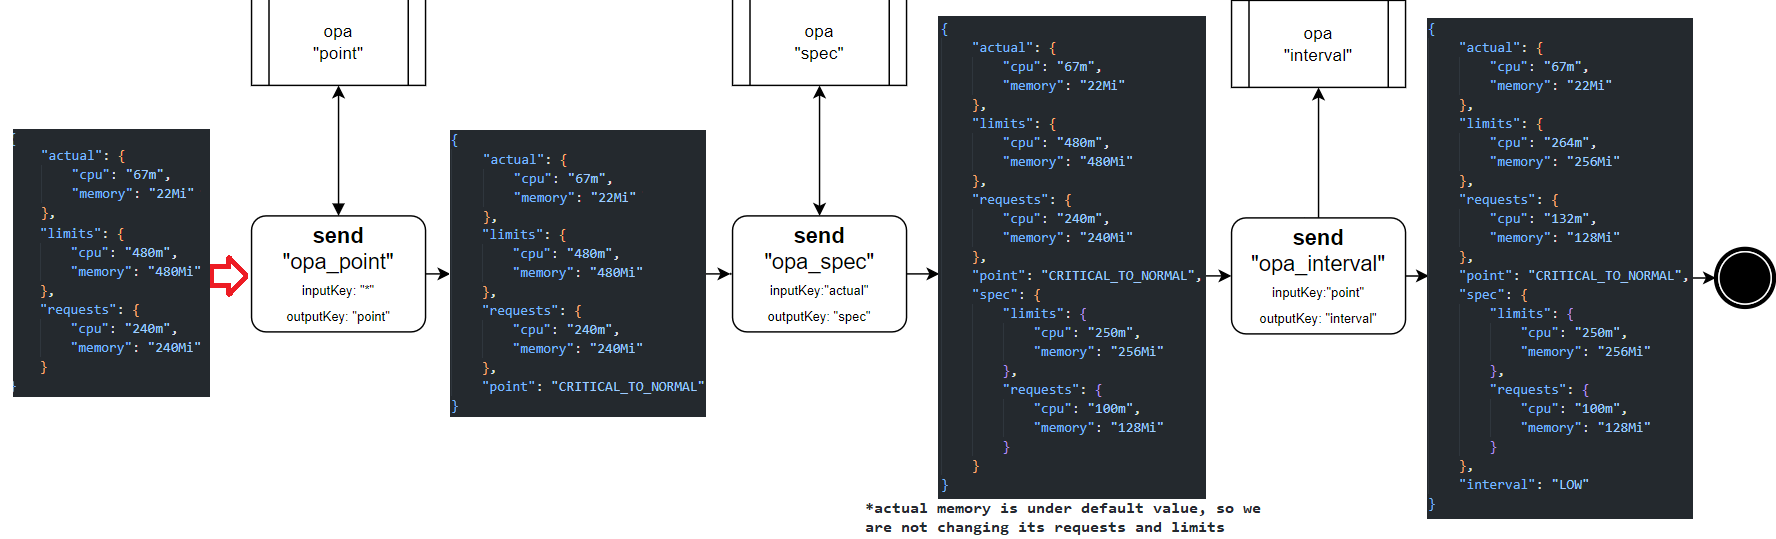 {
"actual": {
"cpu": "67m",
"memory": "22Mi"
},
"limits": {
"cpu": "480m",
"memory": "480Mi"
},
"requests": {
"cpu": "240m",
"memory": "240Mi"
}
}
opa
"point"
send
"opa_point"
inputKey: "*"
outputKey: "point"
{
"actual": {
"cpu": "67m",
"memory": "22Mi"
},
"limits": {
"cpu": "480m",
"memory": "480Mi"
},
"requests": {
"cpu": "240m",
"memory": "240Mi"
},
"point": "CRITICAL_TO_NORMAL"
}
opa
"spec"
send
"opa_spec"
inputKey:"actual"
outputKey: "spec"
{
"actual": {
"cpu": "67m",
"memory": "22Mi"
},
"limits": {
"cpu": "480m",
"memory": "480Mi"
},
"requests": {
"cpu": "240m",
"memory": "240Mi"
},
"point": "CRITICAL_TO_NORMAL",
"spec": {
"limits": {
"cpu": "250m",
"memory": "256Mi"
},
"requests": {
"cpu": "100m",
"memory": "128Mi"
}
}
}
*actual memory is under default value, so we
are not changing its requests and limits
opa
"interval"
send
"opa_interval"
inputKey:"point"
outputKey: "interval"
{
"actual": {
"cpu": "67m",
"memory": "22Mi"
},
"limits": {
"cpu": "264m",
"memory": "256Mi"
},
"requests": {
"cpu": "132m",
"memory": "128Mi"
},
"point": "CRITICAL_TO_NORMAL",
"spec": {
"limits": {
"cpu": "250m",
"memory": "256Mi"
},
"requests": {
"cpu": "100m",
"memory": "128Mi"
}
},
"interval": "LOW"
}